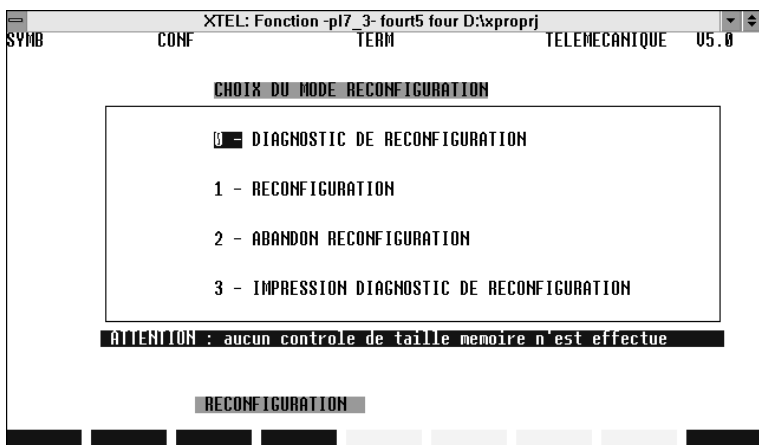 XTEL: Fonction -pl7_3- fourt5 four D:\xproprj
SYMB CONF TERM TELEMECANIQUE V5.0
CHOIX DU MODE RECONFIGURATION
0 - DIAGNOSTIC DE RECONFIGURATION
1 - RECONFIGURATION
2 - ABANDON RECONFIGURATION
3 - IMPRESSION DIAGNOSTIC DE RECONFIGURATION
ATTENTION : aucun controle de taille memoire n'est effectue
RECONFIGURATION